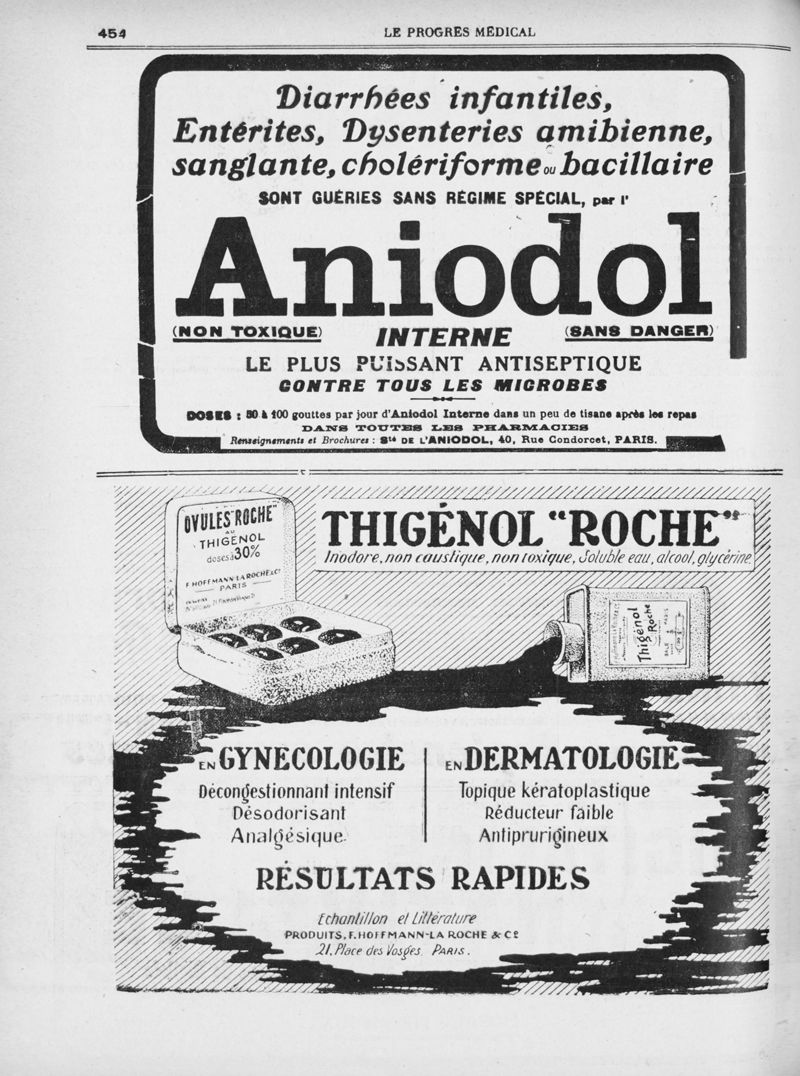 454
LE PROGRÈS MÉDICAL
Diarrhées infantiles,
Entérites, Dysenteries amibienne,
sanglante, cholériforme ou bacillaire
SONT GUÉRIES SANS RÉGIME SPÉCIAL, par l'
Aniodol
(NON TOXIQUE) INTERNE (SANS DANGER)
LE PLUS PUISSANT ANTISEPTIQUE
CONTRE TOUS LES MICROBES
DOSES : 50 à 100 gouttes par jour d'Aniodol Interne dans un peu de tisane après les repas
DANS TOUTES LES PHARMACIES
Renseignements et Brochures : Sté DE L'ANIODOL, 40, Rue Condorcet, PARIS.
OVULES "ROCHE"
AU
THIGÉNOL
doses à 30%
F. HOFFMANN-LA ROCHE & Cº
PARIS
THIGÉNOL "ROCHE"
Inodore, non caustique, non toxique, Soluble eau, alcool, glycérine.
Thigénol
Roche
EN GYNÉCOLOGIE
Décongestionnant intensif
Désodorisant
Analgésique.
EN DERMATOLOGIE
Topique kératoplastique
Réducteur faible
Antiprurigineux
RÉSULTATS RAPIDES
Echantillon et Littérature
PRODUITS, F. HOFFMANN-LA ROCHE & Cº
21, Place des Vosges. PARIS.